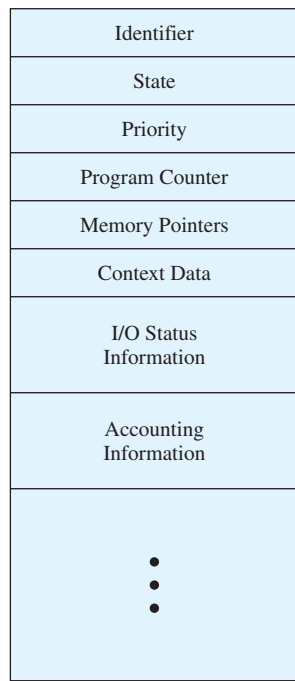 Identifier
State
Priority
Program Counter
Memory Pointers
Context Data
I/O Status
Information
Accounting
Information